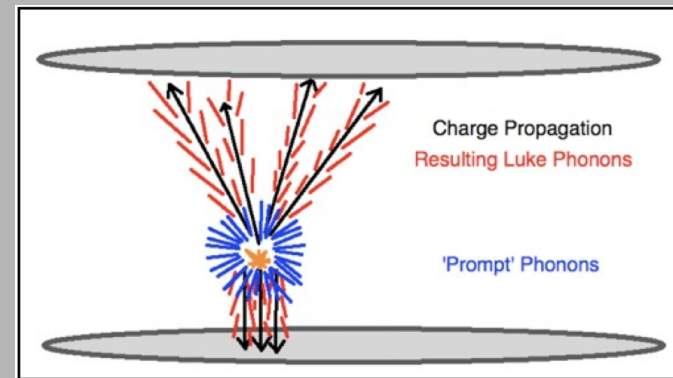 Charge Propagation
Resulting Luke Phonons
'Prompt' Phonons